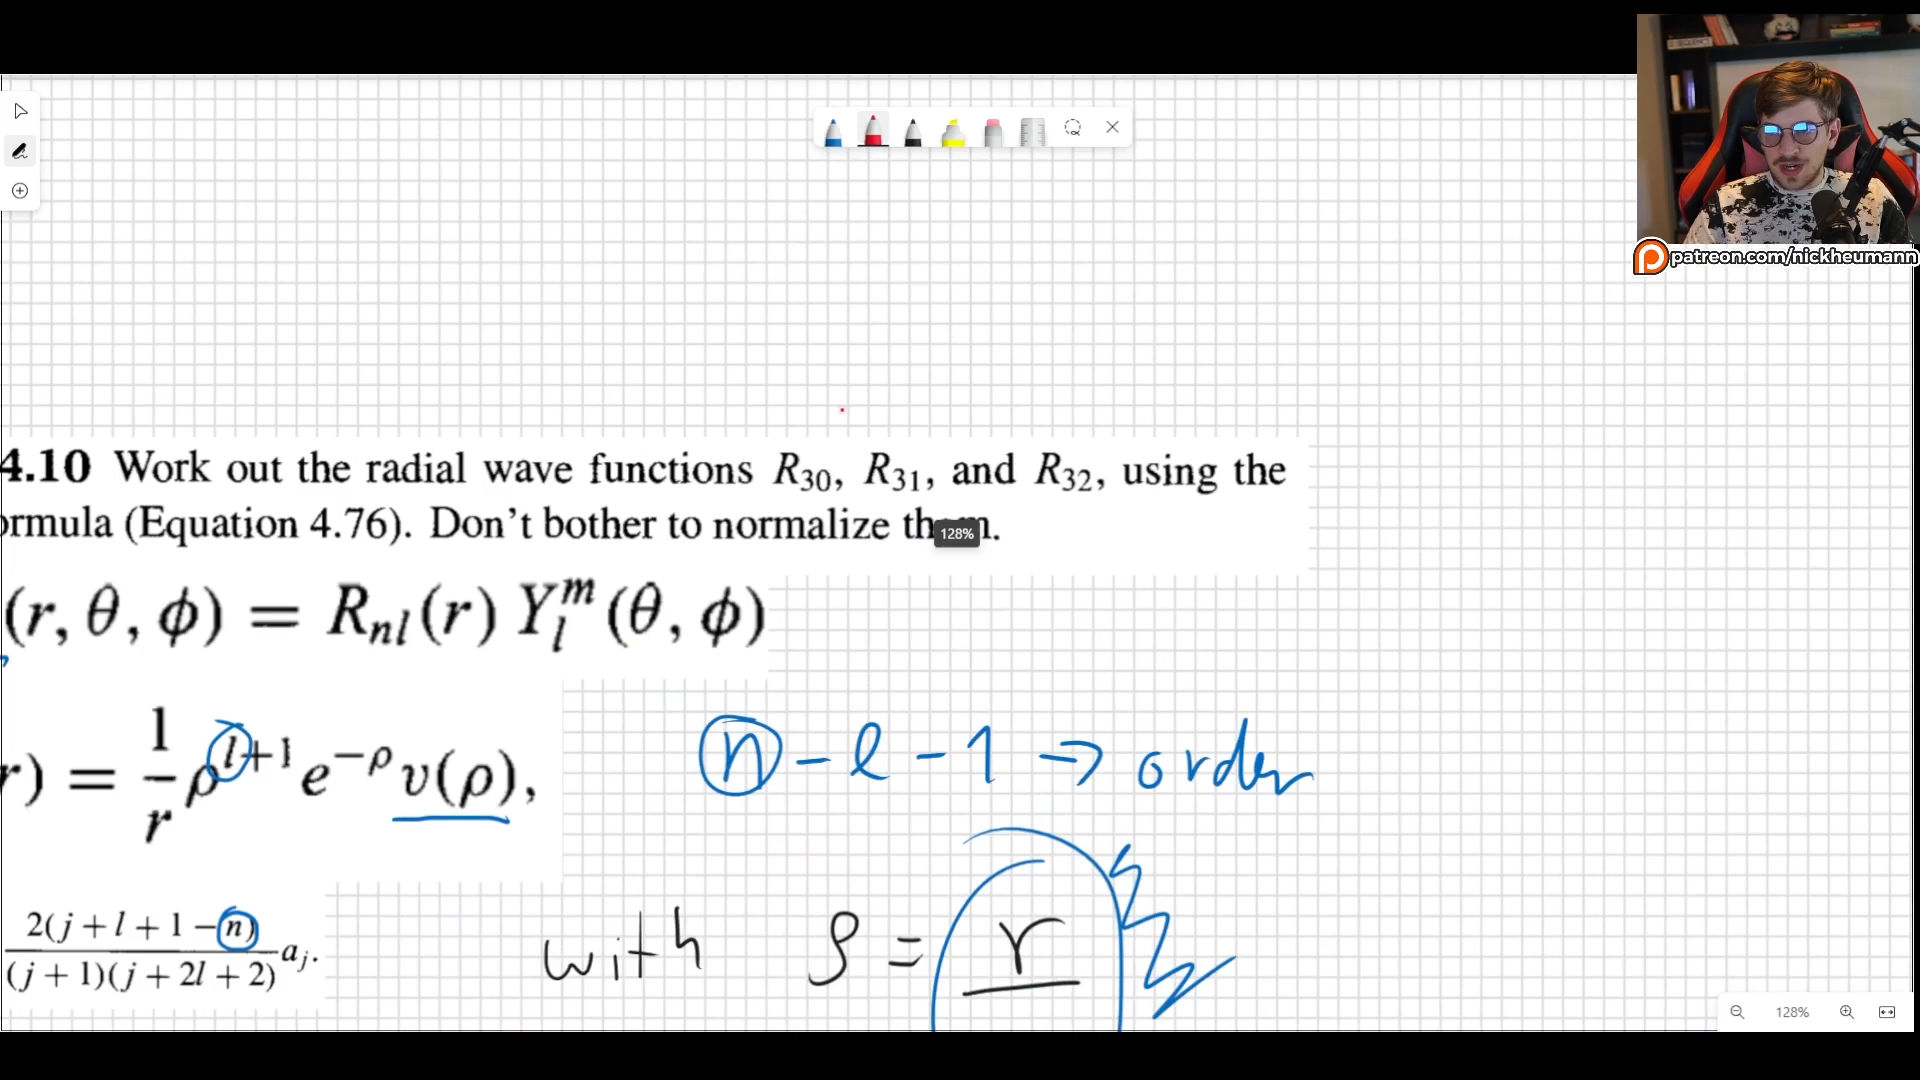 patreon.com/nickheumann
4.10 Work out the radial wave functions R₃₀, R₃₁, and R₃₂, using the
ormula (Equation 4.76). Don't bother to normalize th 128% n.
(r, θ, ϕ) = Rₙₗ(r) Yₗᵐ(θ, ϕ)
r) = 1/r ρˡ⁺¹ e⁻ᵖ v(ρ),
n - l - 1 → order
2(j + l + 1 − n) / (j + 1)(j + 2l + 2) aⱼ.
with ρ = r
128%